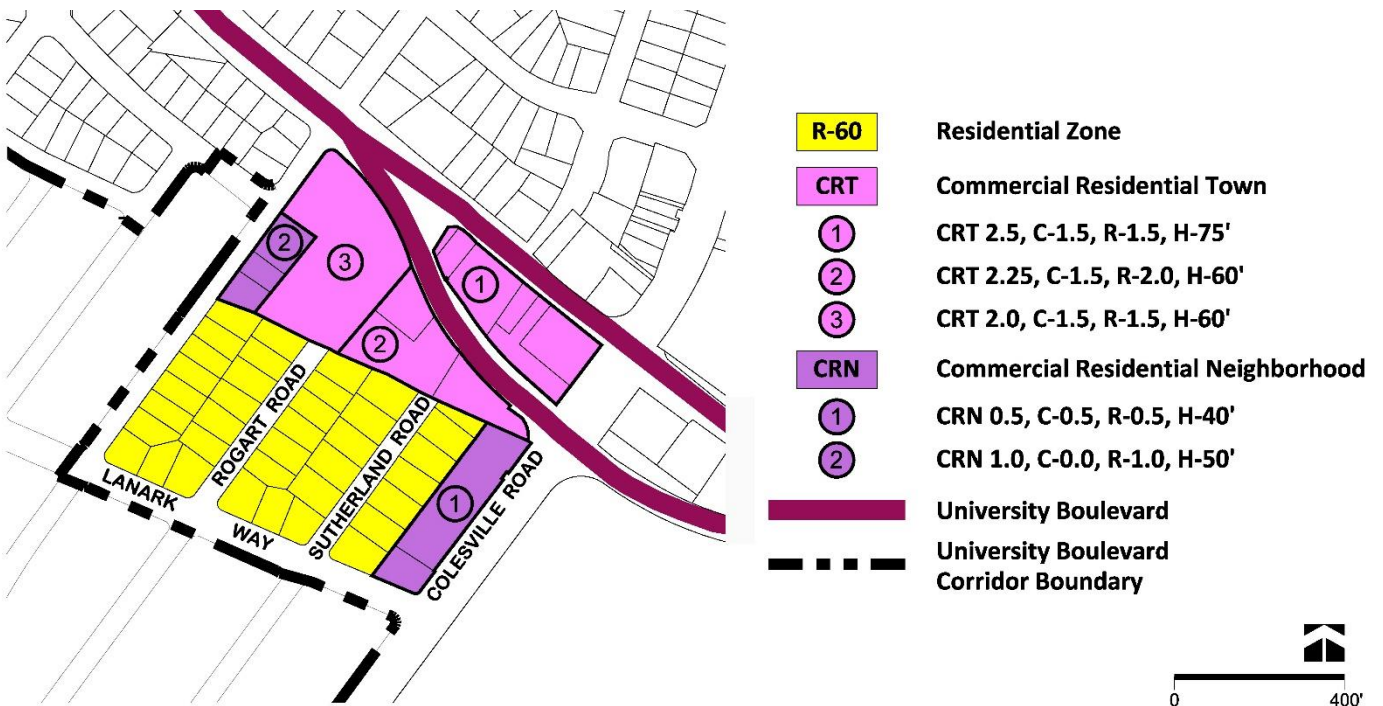 2
3
1
2
1
LANARK
WAY
ROGART ROAD
SUTHERLAND ROAD
COLESVILLE ROAD
R-60 Residential Zone
CRT Commercial Residential Town
1 CRT 2.5, C-1.5, R-1.5, H-75'
2 CRT 2.25, C-1.5, R-2.0, H-60'
3 CRT 2.0, C-1.5, R-1.5, H-60'
CRN Commercial Residential Neighborhood
1 CRN 0.5, C-0.5, R-0.5, H-40'
2 CRN 1.0, C-0.0, R-1.0, H-50'
University Boulevard
University Boulevard
Corridor Boundary
0 400'